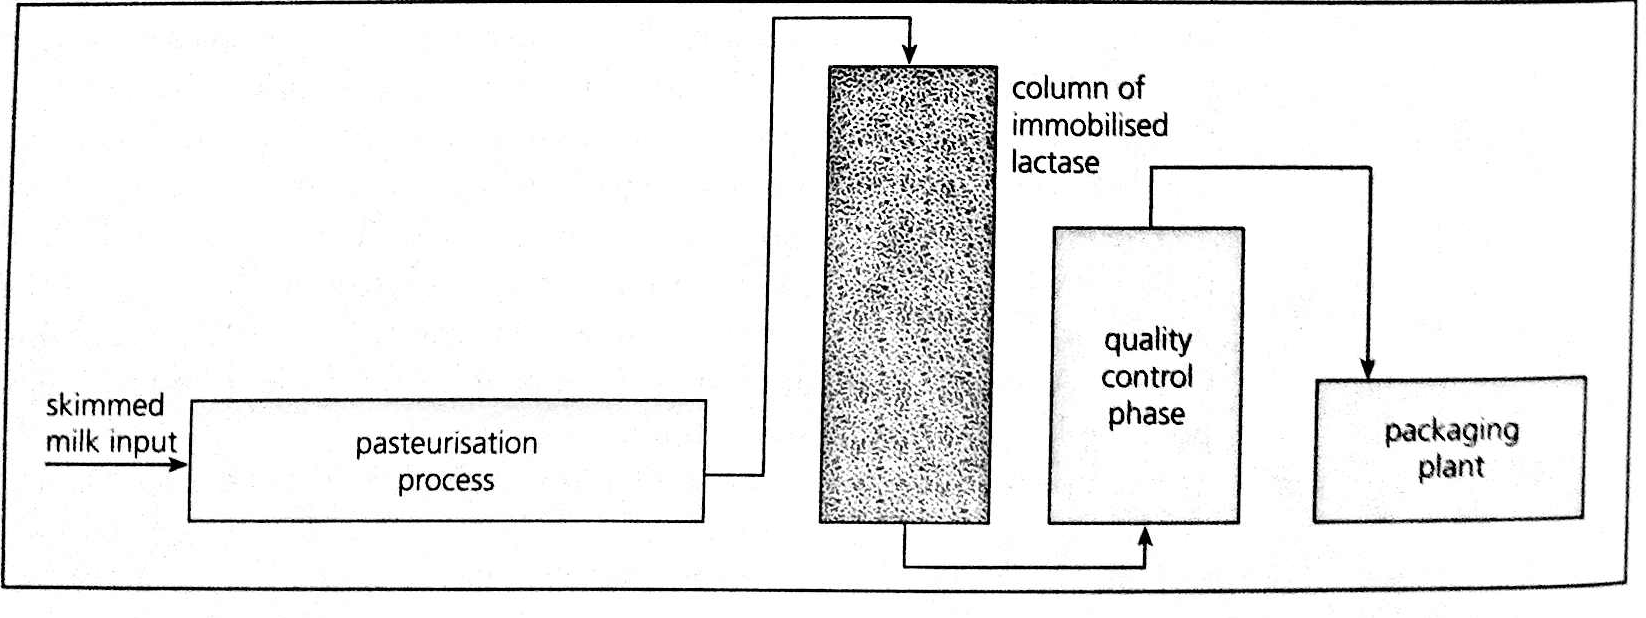 column of
immobilised
lactase
skimmed
milk input
pasteurisation
process
quality
control
phase
packaging
plant